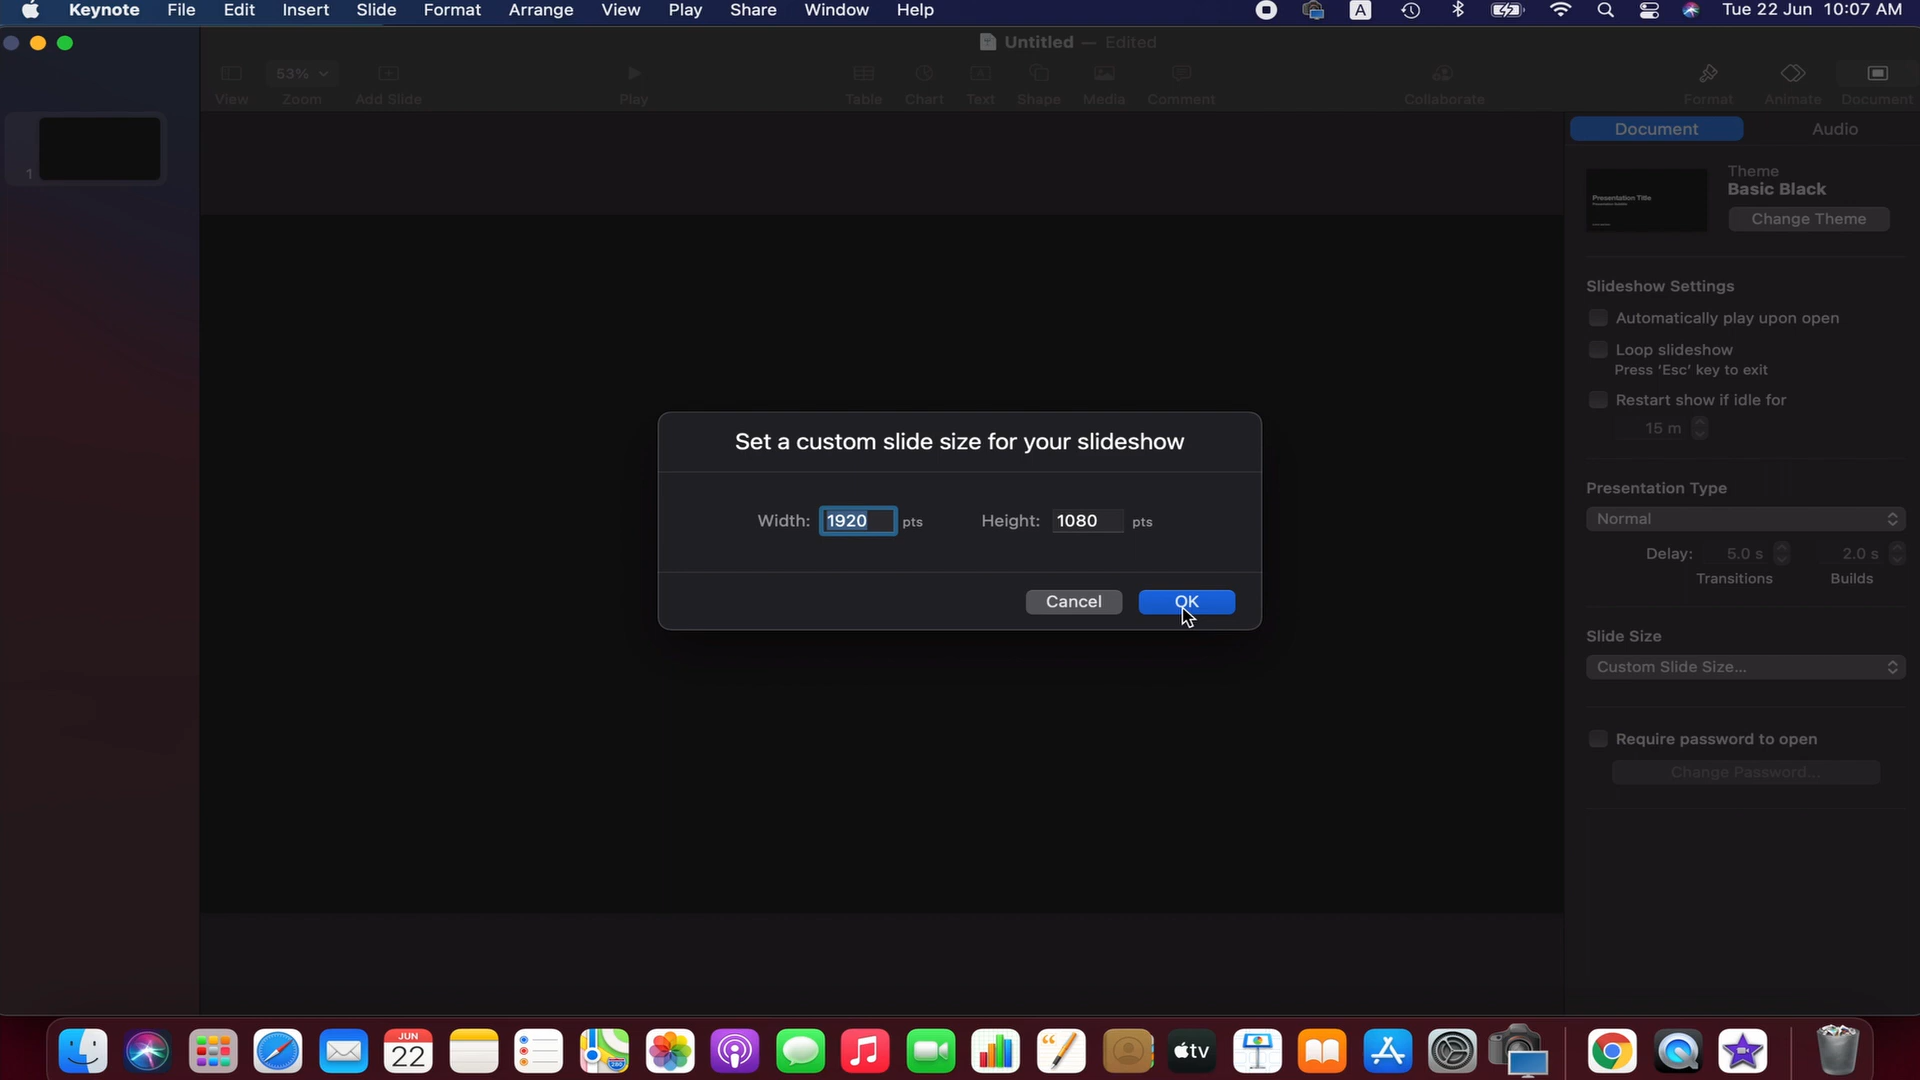 Keynote File Edit Insert Slide Format Arrange View Play Share Window Help A Tue 22 Jun 10:07 AM
Untitled — Edited
53%
View Zoom Add Slide Play Table Chart Text Shape Media Comment Collaborate Format Animate Document
1
Document Audio
Presentation Title
Theme
Basic Black
Change Theme
Slideshow Settings
Automatically play upon open
Loop slideshow
Press ‘Esc’ key to exit
Restart show if idle for
15 m
Presentation Type
Normal
Delay: 5.0 s 2.0 s
Transitions Builds
Slide Size
Custom Slide Size...
Require password to open
Change Password...
Set a custom slide size for your slideshow
Width: 1920 pts Height: 1080 pts
Cancel OK
JUN
22
tv